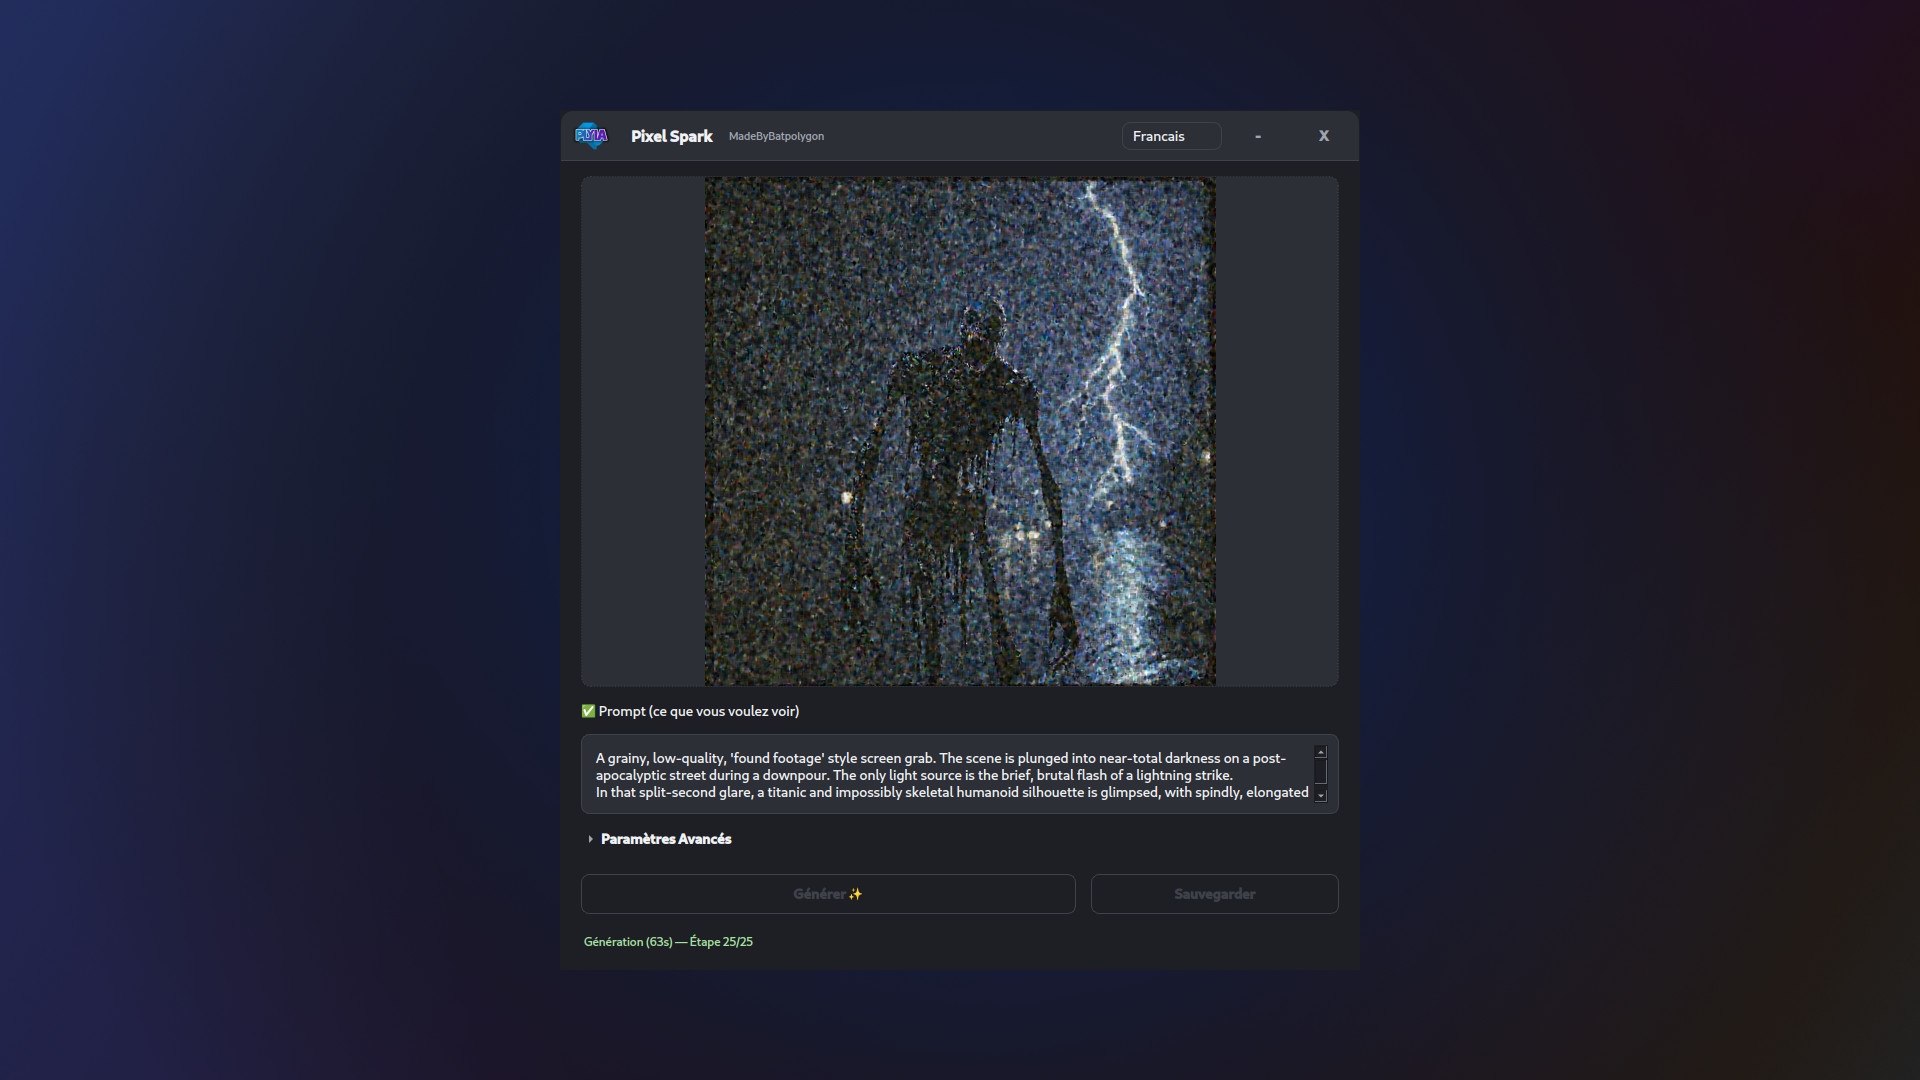 PLYIA
Pixel Spark
MadeByBatpolygon
Francais
-
X
✅ Prompt (ce que vous voulez voir)
A grainy, low-quality, 'found footage' style screen grab. The scene is plunged into near-total darkness on a post-
apocalyptic street during a downpour. The only light source is the brief, brutal flash of a lightning strike.
In that split-second glare, a titanic and impossibly skeletal humanoid silhouette is glimpsed, with spindly, elongated
Paramètres Avancés
Générer ✨
Sauvegarder
Génération (63s) — Étape 25/25